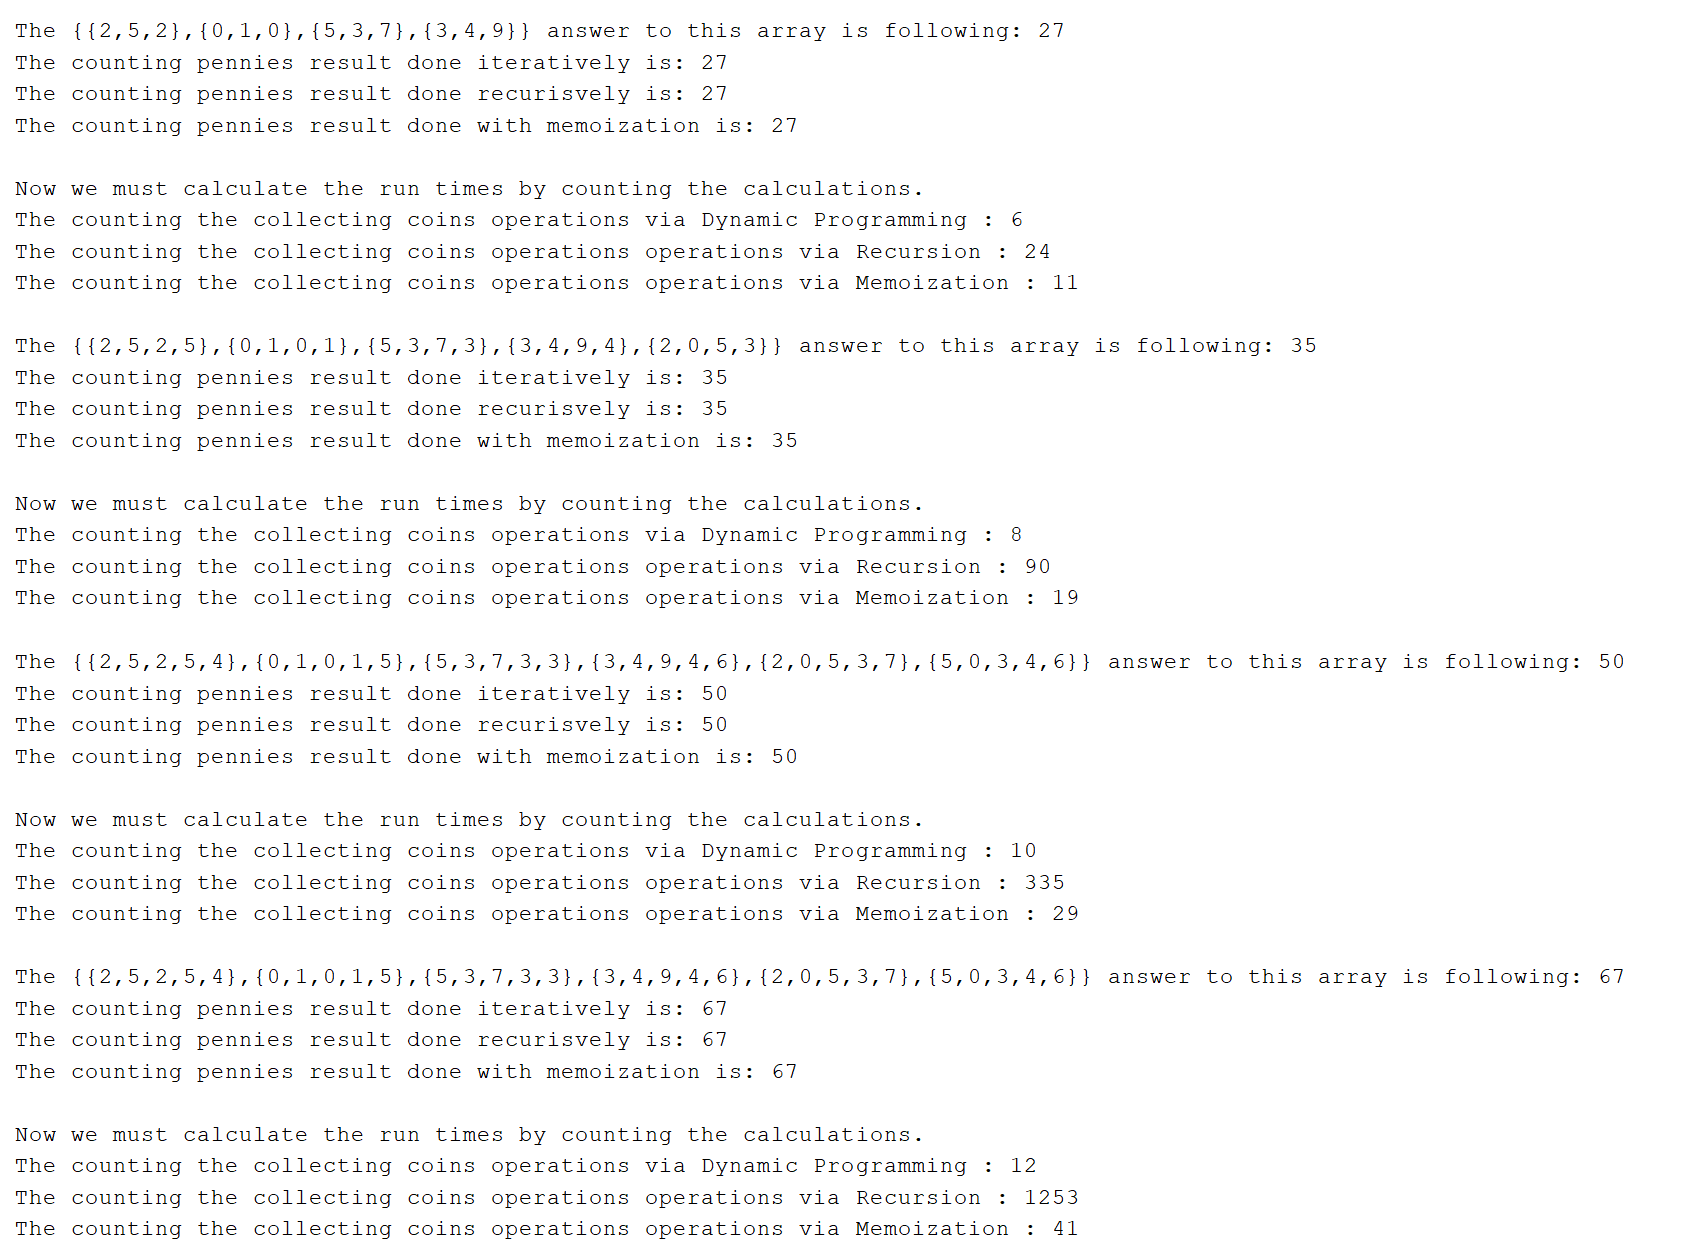 The {{2,5,2},{0,1,0},{5,3,7},{3,4,9}} answer to this array is following: 27
The counting pennies result done iteratively is: 27
The counting pennies result done recurisvely is: 27
The counting pennies result done with memoization is: 27
Now we must calculate the run times by counting the calculations.
The counting the collecting coins operations via Dynamic Programming : 6
The counting the collecting coins operations operations via Recursion : 24
The counting the collecting coins operations operations via Memoization : 11
The {{2,5,2,5},{0,1,0,1},{5,3,7,3},{3,4,9,4},{2,0,5,3}} answer to this array is following: 35
The counting pennies result done iteratively is: 35
The counting pennies result done recurisvely is: 35
The counting pennies result done with memoization is: 35
Now we must calculate the run times by counting the calculations.
The counting the collecting coins operations via Dynamic Programming : 8
The counting the collecting coins operations operations via Recursion : 90
The counting the collecting coins operations operations via Memoization : 19
The {{2,5,2,5,4},{0,1,0,1,5},{5,3,7,3,3},{3,4,9,4,6},{2,0,5,3,7},{5,0,3,4,6}} answer to this array is following: 50
The counting pennies result done iteratively is: 50
The counting pennies result done recurisvely is: 50
The counting pennies result done with memoization is: 50
Now we must calculate the run times by counting the calculations.
The counting the collecting coins operations via Dynamic Programming : 10
The counting the collecting coins operations operations via Recursion : 335
The counting the collecting coins operations operations via Memoization : 29
The {{2,5,2,5,4},{0,1,0,1,5},{5,3,7,3,3},{3,4,9,4,6},{2,0,5,3,7},{5,0,3,4,6}} answer to this array is following: 67
The counting pennies result done iteratively is: 67
The counting pennies result done recurisvely is: 67
The counting pennies result done with memoization is: 67
Now we must calculate the run times by counting the calculations.
The counting the collecting coins operations via Dynamic Programming : 12
The counting the collecting coins operations operations via Recursion : 1253
The counting the collecting coins operations operations via Memoization : 41